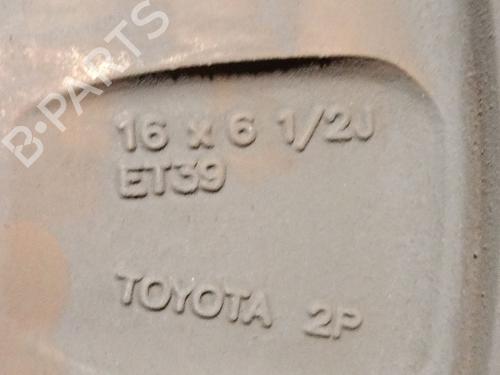 B-PARTS
16 x 6 1/2J
ET39
TOYOTA 2P